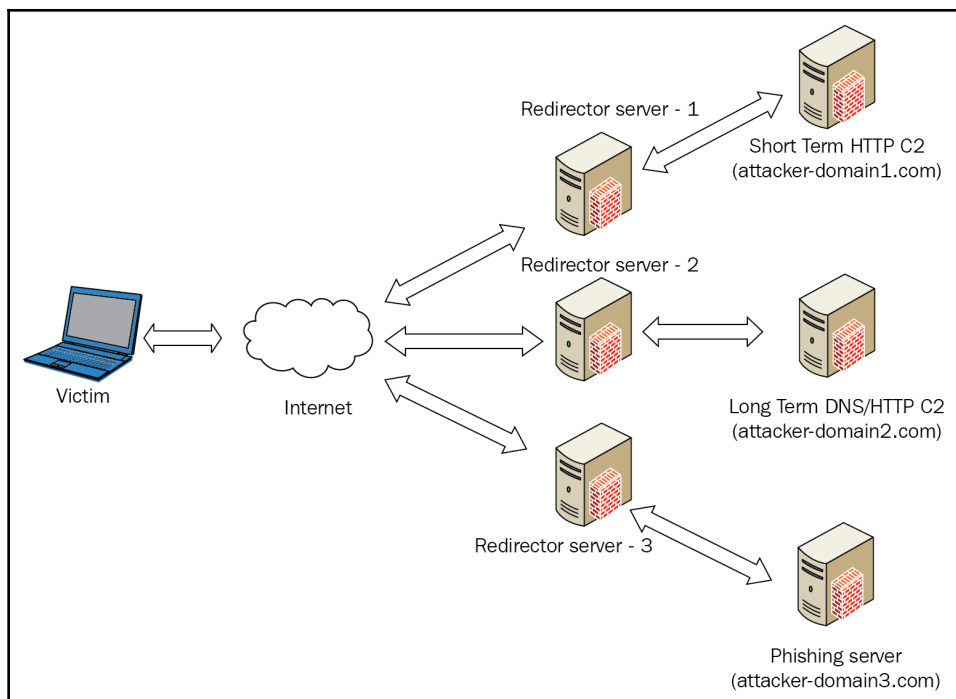 Redirector server - 1
Short Term HTTP C2
(attacker-domain1.com)
Redirector server - 2
Victim
Internet
Long Term DNS/HTTP C2
(attacker-domain2.com)
Redirector server - 3
Phishing server
(attacker-domain3.com)